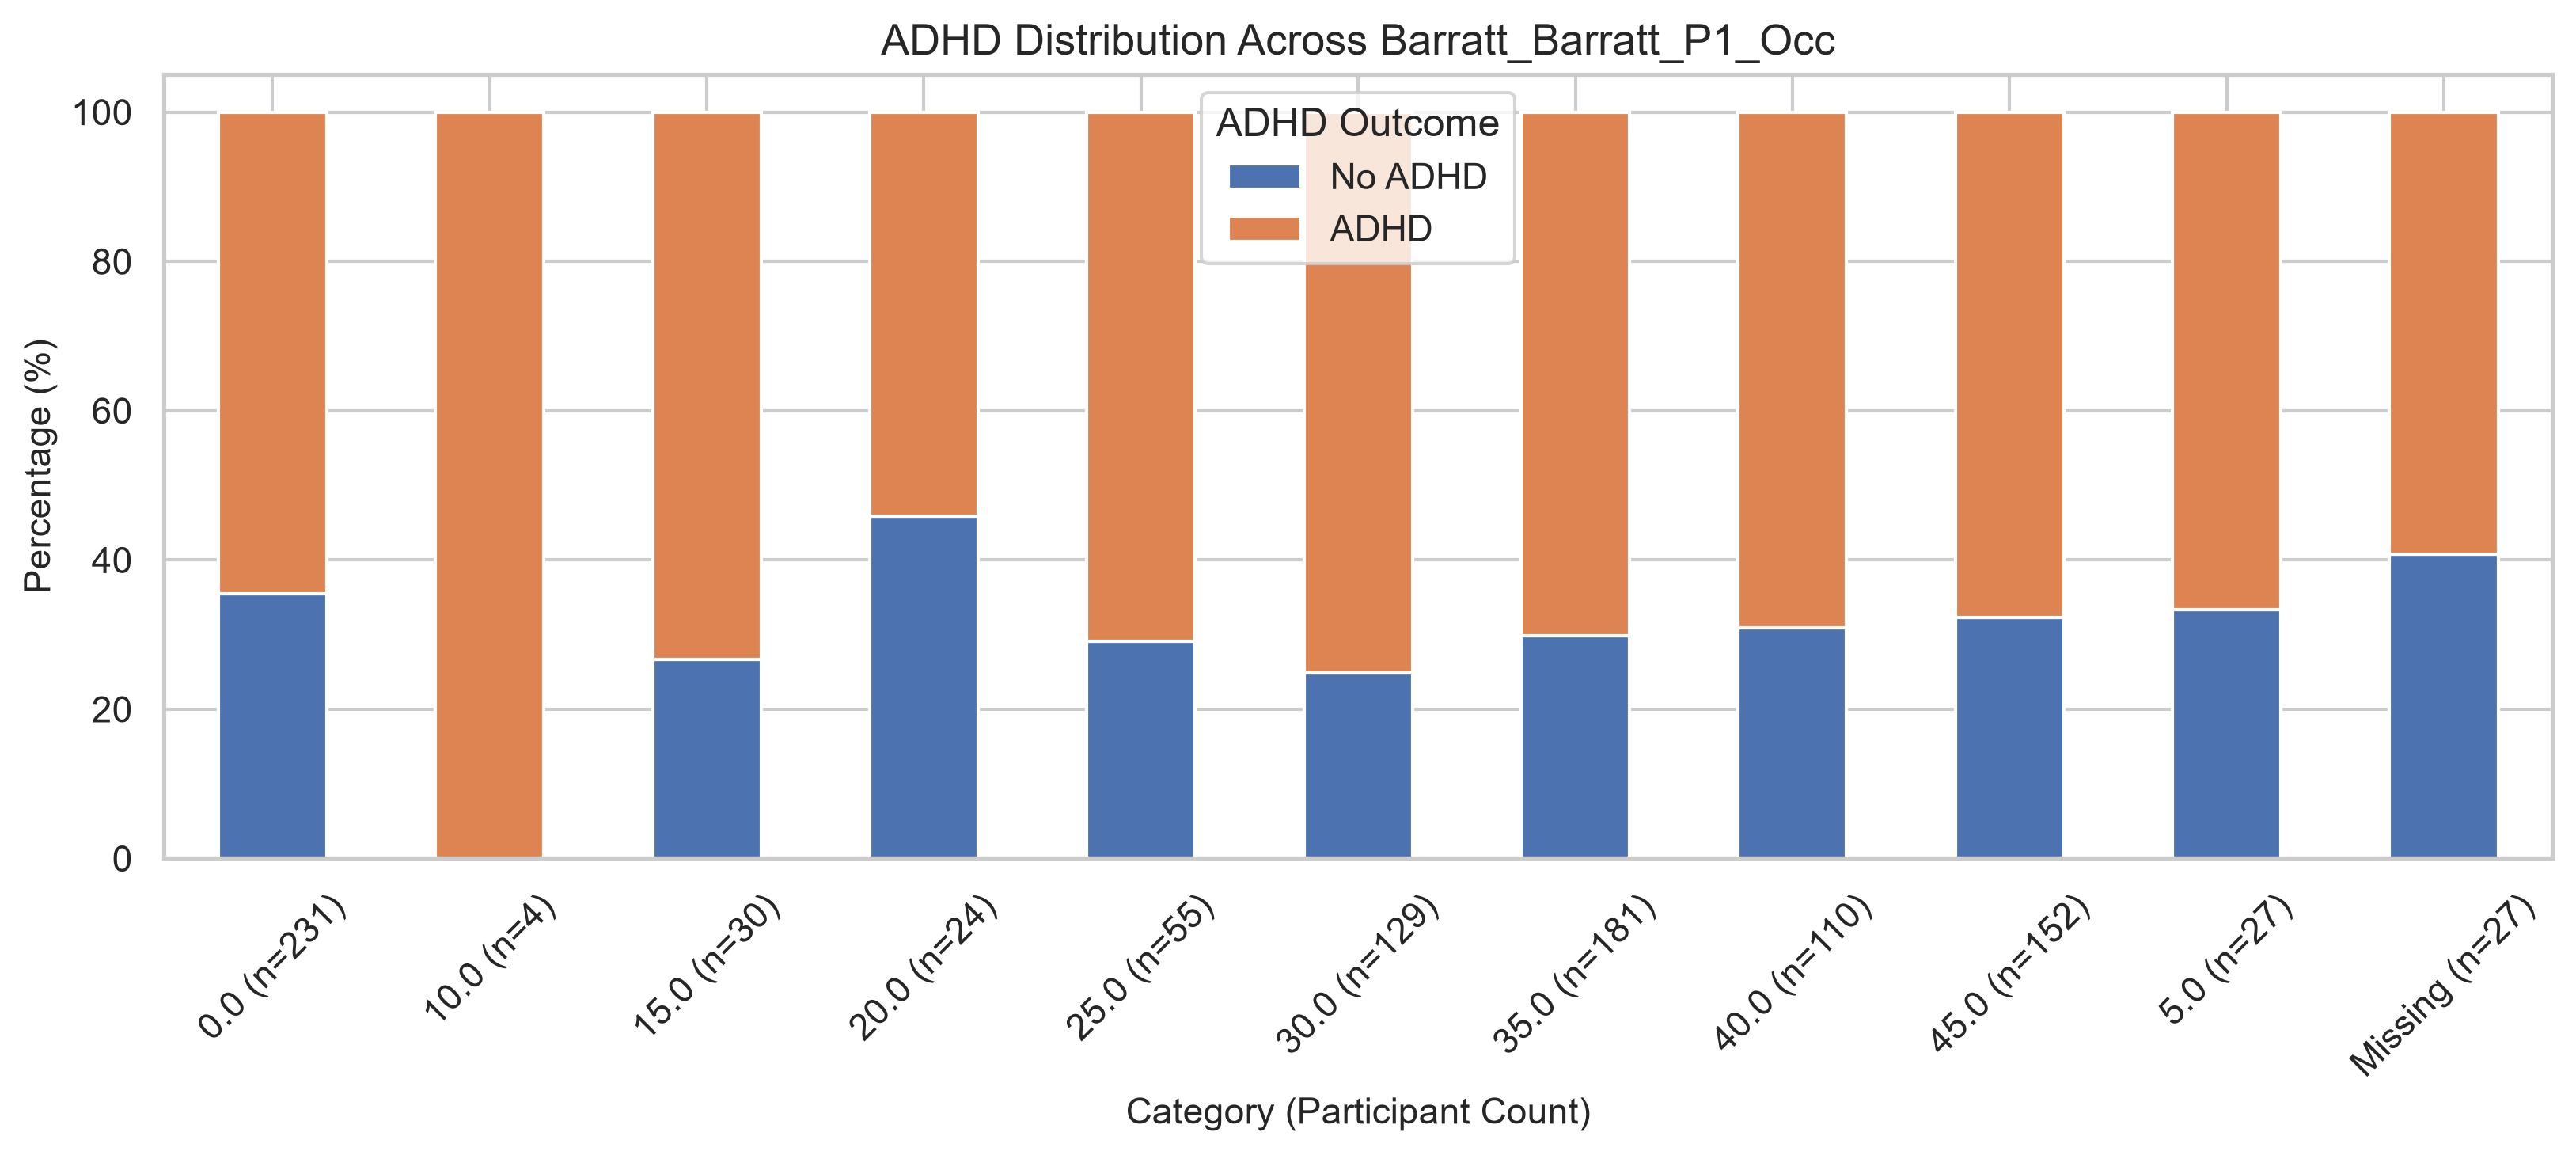 ADHD Distribution Across Barratt_Barratt_P1_Occ
ADHD Outcome
No ADHD
ADHD
Percentage (%)
100
80
60
40
20
0
0.0 (n=231)
10.0 (n=4)
15.0 (n=30)
20.0 (n=24)
25.0 (n=55)
30.0 (n=129)
35.0 (n=181)
40.0 (n=110)
45.0 (n=152)
5.0 (n=27)
Missing (n=27)
Category (Participant Count)